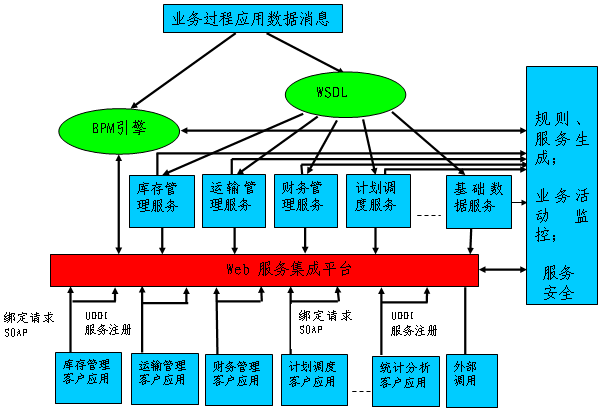 业务过程应用数据消息
WSDL
BPM引擎
规则、
服务生
成；
库存管
理服务
运输管
理服务
财务管
理服务
计划调
度服务
基础数
据服务
业务活
动 监
控；
Web 服务集成平台
服务
安全
绑定请求
SOAP
UDDI
服务注册
绑定请求
SOAP
UDDI
服务注册
库存管理
客户应用
运输管理
客户应用
财务管理
客户应用
计划调度
客户应用
统计分析
客户应用
外部
调用